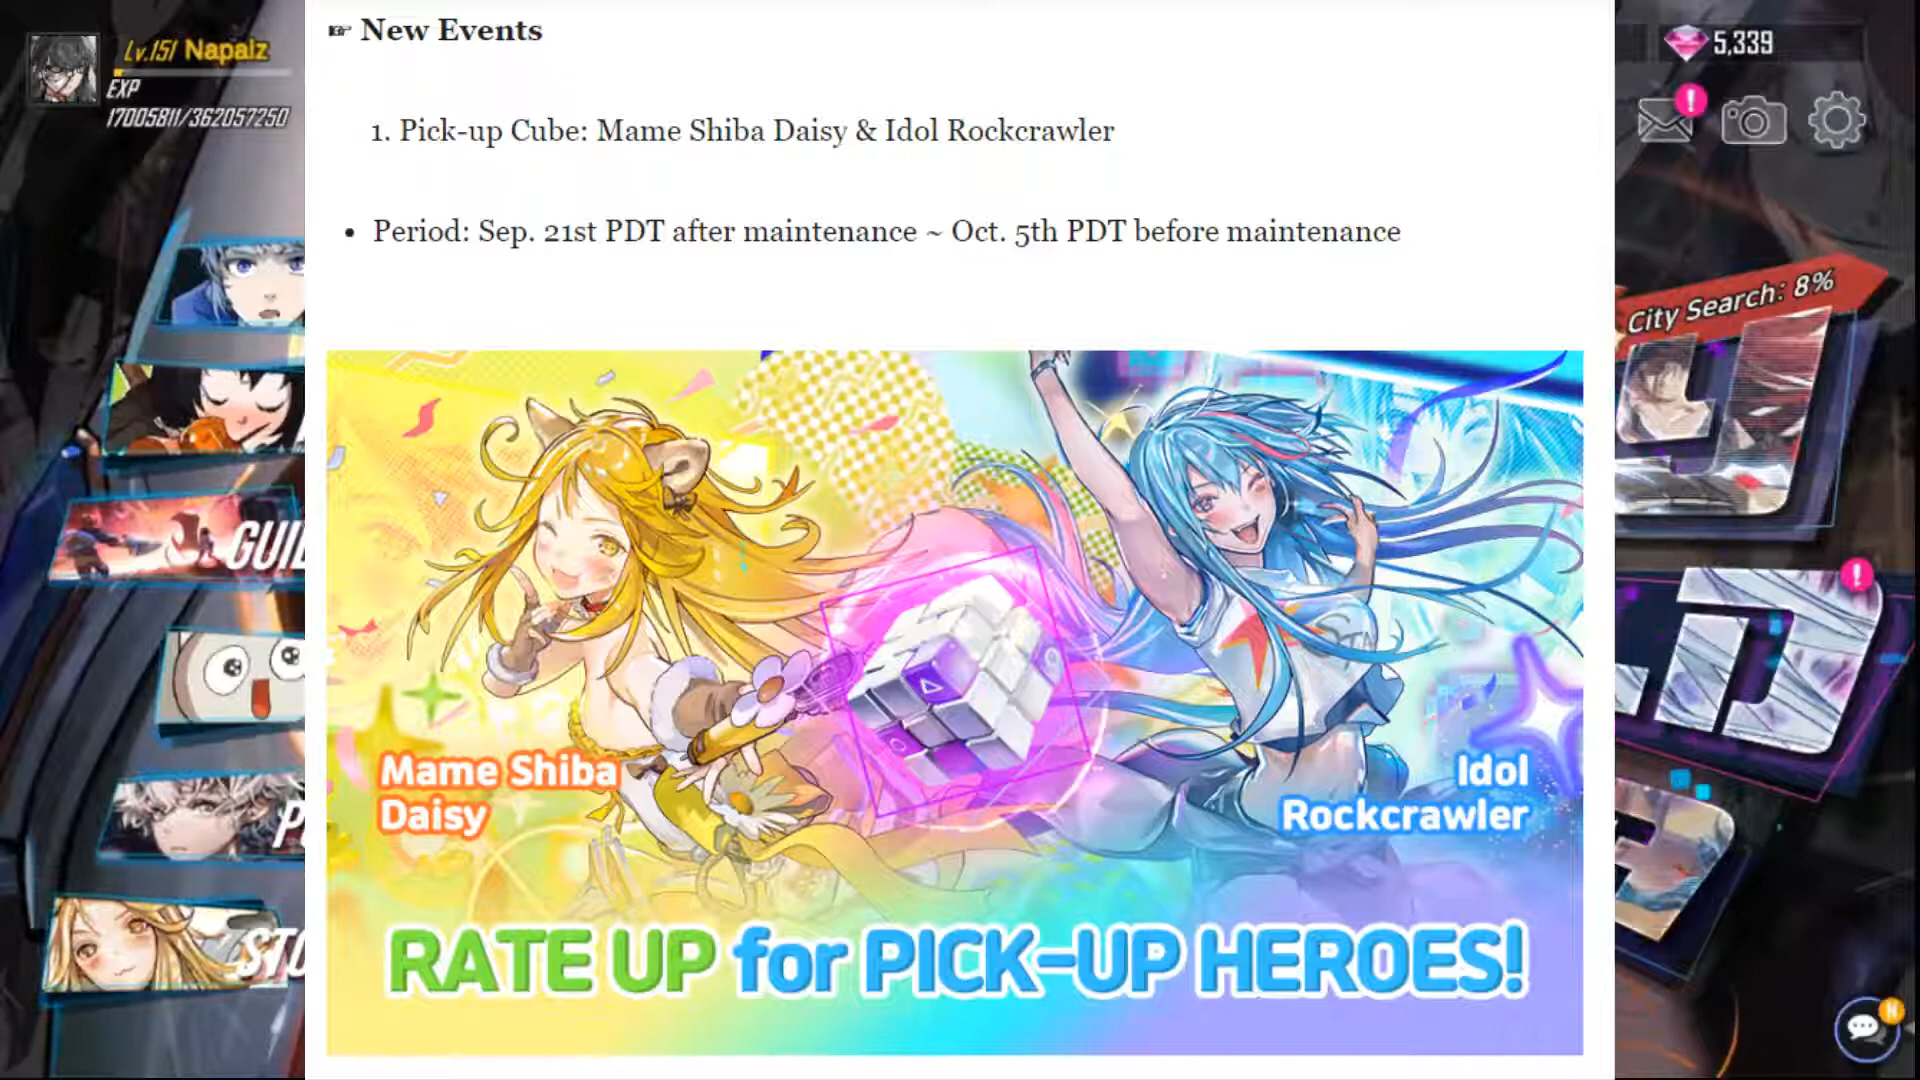 ☞ New Events
1. Pick-up Cube: Mame Shiba Daisy & Idol Rockcrawler
• Period: Sep. 21st PDT after maintenance ~ Oct. 5th PDT before maintenance
Mame Shiba
Daisy
Idol
Rockcrawler
RATE UP for PICK-UP HEROES!
Lv.151 Napalz
EXP
17005811/362057250
GUIL
STO
5,339
City Search: 8%
N